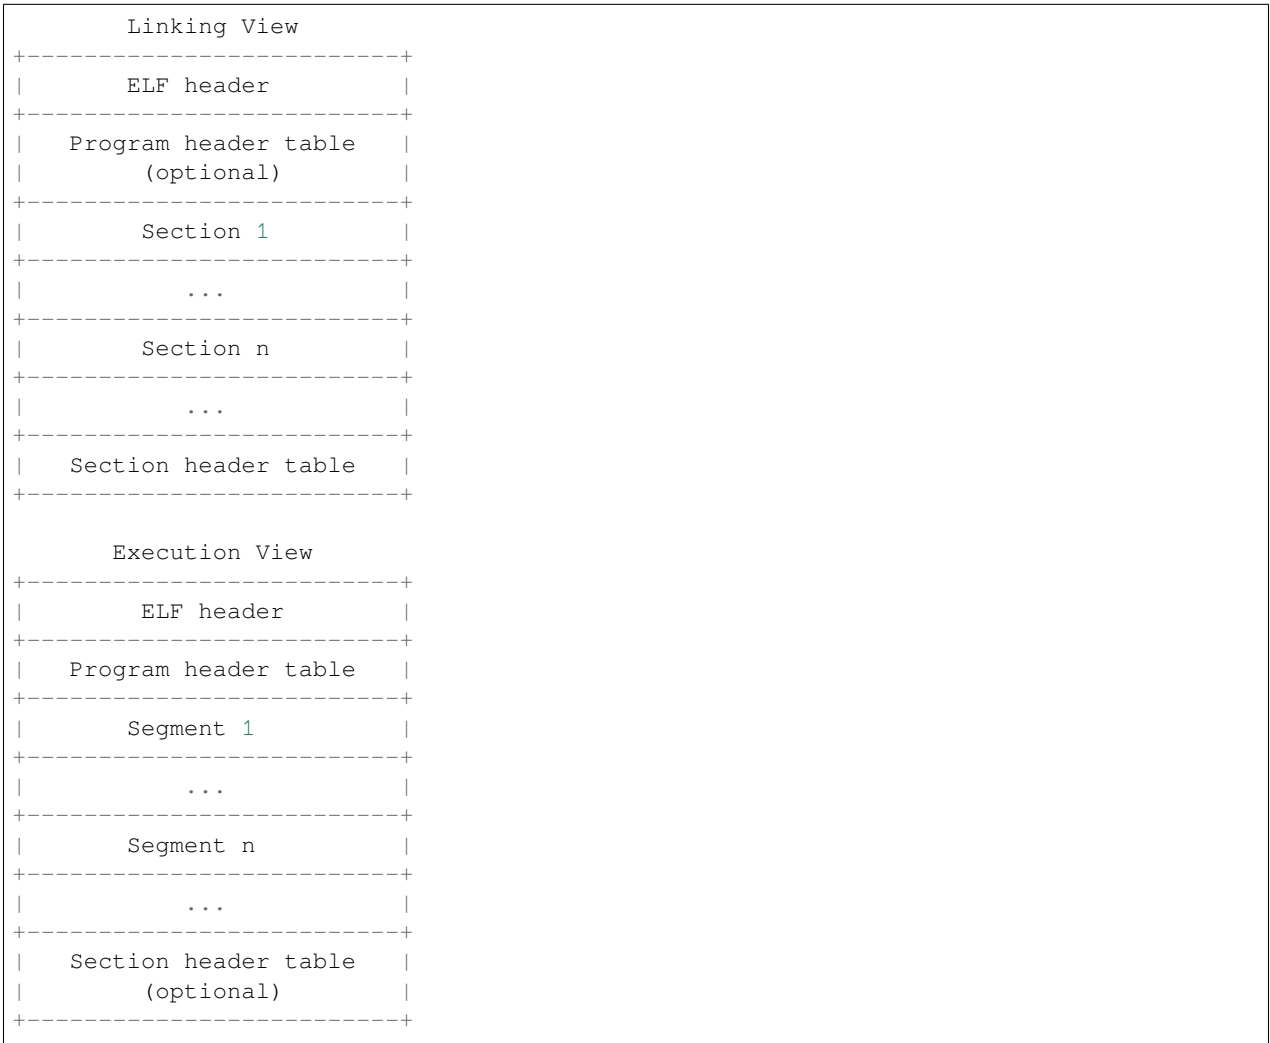 Linking View
+--------------------------+
|       ELF header         |
+--------------------------+
|   Program header table   |
|        (optional)        |
+--------------------------+
|        Section 1         |
+--------------------------+
|           ...            |
+--------------------------+
|        Section n         |
+--------------------------+
|           ...            |
+--------------------------+
|   Section header table   |
+--------------------------+
       Execution View
+--------------------------+
|        ELF header        |
+--------------------------+
|   Program header table   |
+--------------------------+
|       Segment 1          |
+--------------------------+
|           ...            |
+--------------------------+
|       Segment n          |
+--------------------------+
|           ...            |
+--------------------------+
|   Section header table   |
|        (optional)        |
+--------------------------+